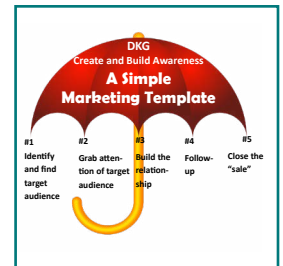 DKG
Create and Build Awareness
A Simple
Marketing Template
#1
Identify
and find
target
audience
#2
Grab atten-
tion of target
audience
#3
Build the
relation-
ship
#4
Follow-
up
#5
Close the
“sale”